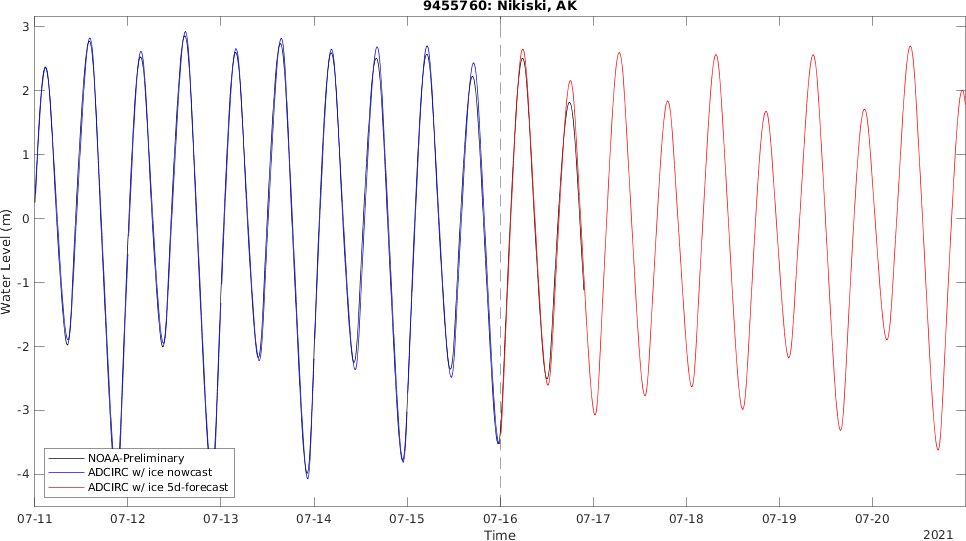 9455760: Nikiski, AK
3
2
1
0
-1
-2
-3
-4
Water Level (m)
NOAA-Preliminary
ADCIRC w/ ice nowcast
ADCIRC w/ ice 5d-forecast
07-11 07-12 07-13 07-14 07-15 07-16 07-17 07-18 07-19 07-20
Time
2021